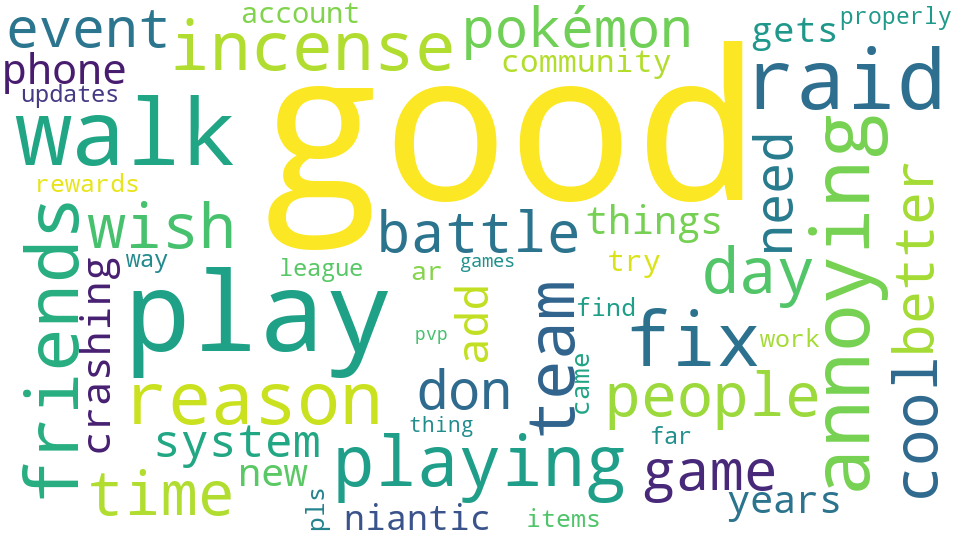 event
account
incense
pokémon
gets
properly
phone
community
raid
updates
walk
good
rewards
friends
wish
battle
things
need
annoying
better
way
league
ar
games
try
day
crashing
play
add
team
find
pvp
fix
work
reason
don
came
people
cool
system
thing
far
time
new
playing
game
years
pls
niantic
items